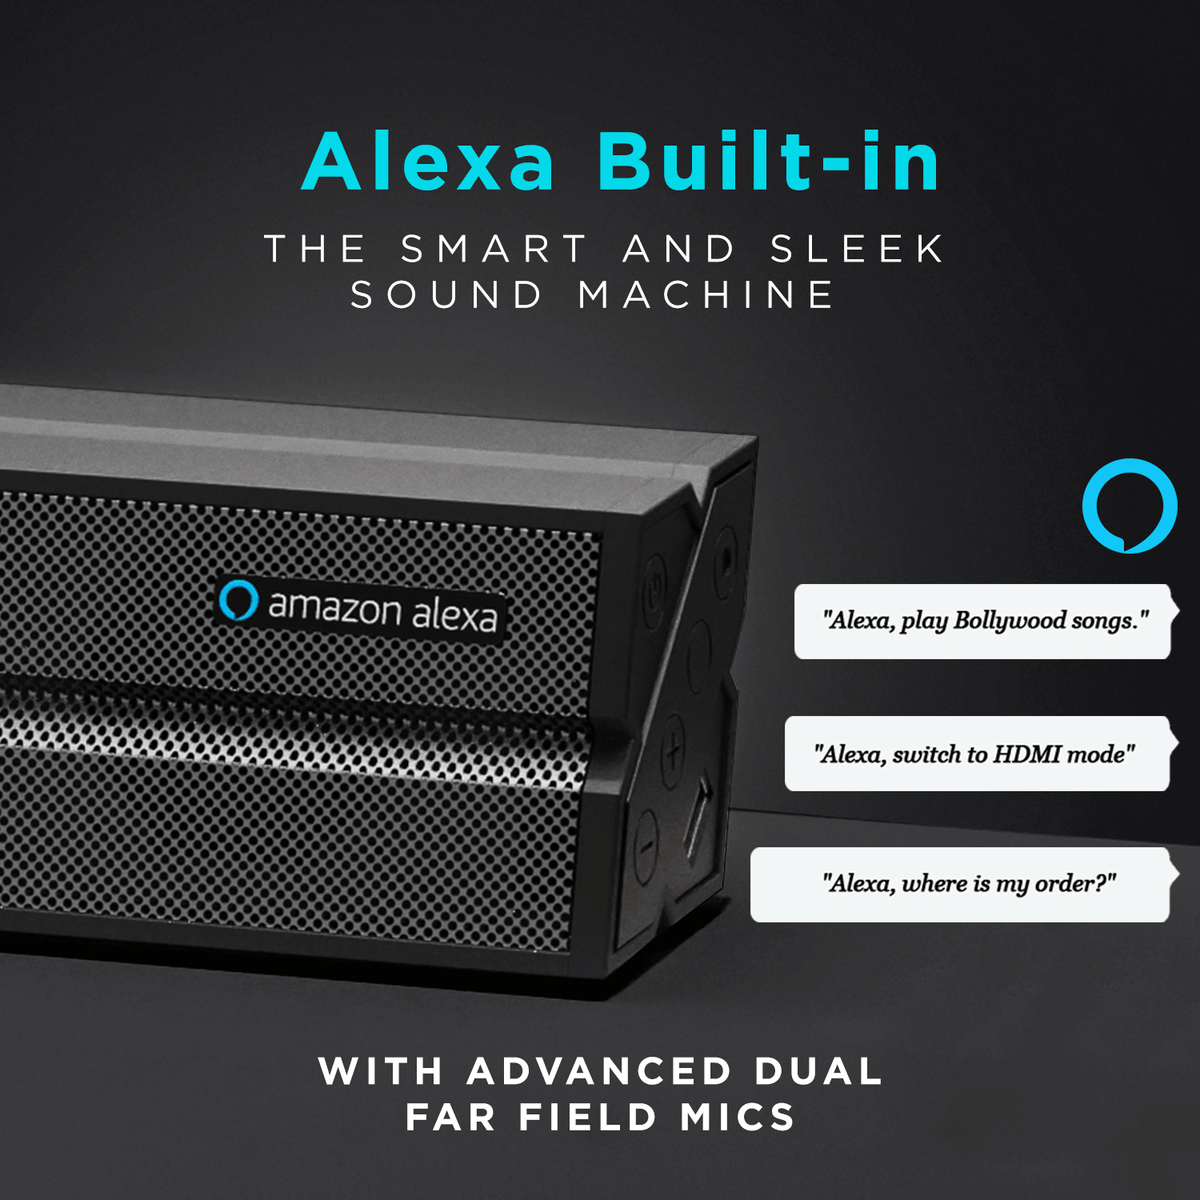 Alexa Built-in
THE SMART AND SLEEK
SOUND MACHINE
amazon alexa
"Alexa, play Bollywood songs."
"Alexa, switch to HDMI mode"
"Alexa, where is my order?"
WITH ADVANCED DUAL
FAR FIELD MICS